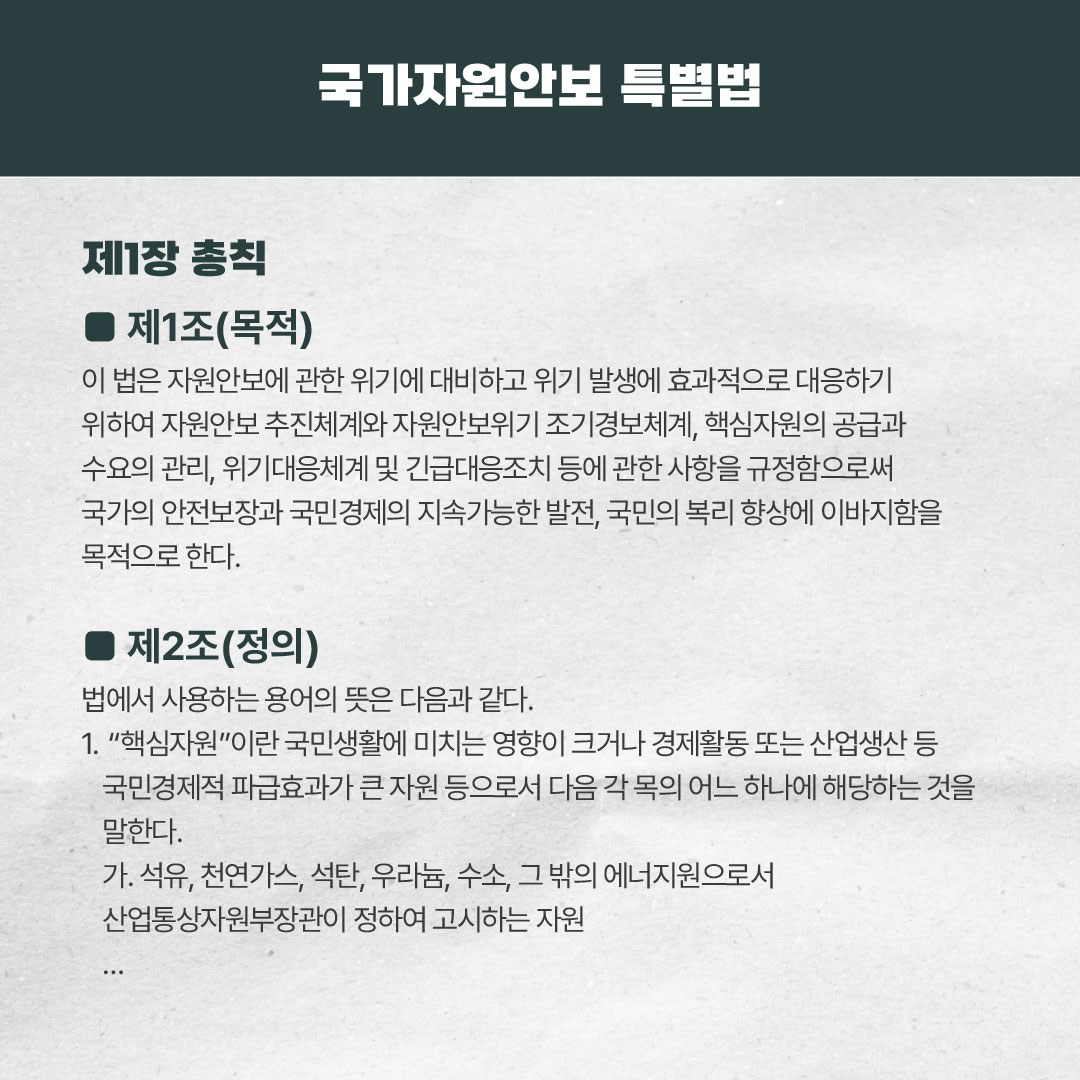 국가자원안보 특별법
제1장 총칙
■ 제1조(목적)
이 법은 자원안보에 관한 위기에 대비하고 위기 발생에 효과적으로 대응하기
위하여 자원안보 추진체계와 자원안보위기 조기경보체계, 핵심자원의 공급과
수요의 관리, 위기대응체계 및 긴급대응조치 등에 관한 사항을 규정함으로써
국가의 안전보장과 국민경제의 지속가능한 발전, 국민의 복리 향상에 이바지함을
목적으로 한다.
■ 제2조(정의)
법에서 사용하는 용어의 뜻은 다음과 같다.
1. “핵심자원”이란 국민생활에 미치는 영향이 크거나 경제활동 또는 산업생산 등
국민경제적 파급효과가 큰 자원 등으로서 다음 각 목의 어느 하나에 해당하는 것을
말한다.
가. 석유, 천연가스, 석탄, 우라늄, 수소, 그 밖의 에너지원으로서
산업통상자원부장관이 정하여 고시하는 자원
...